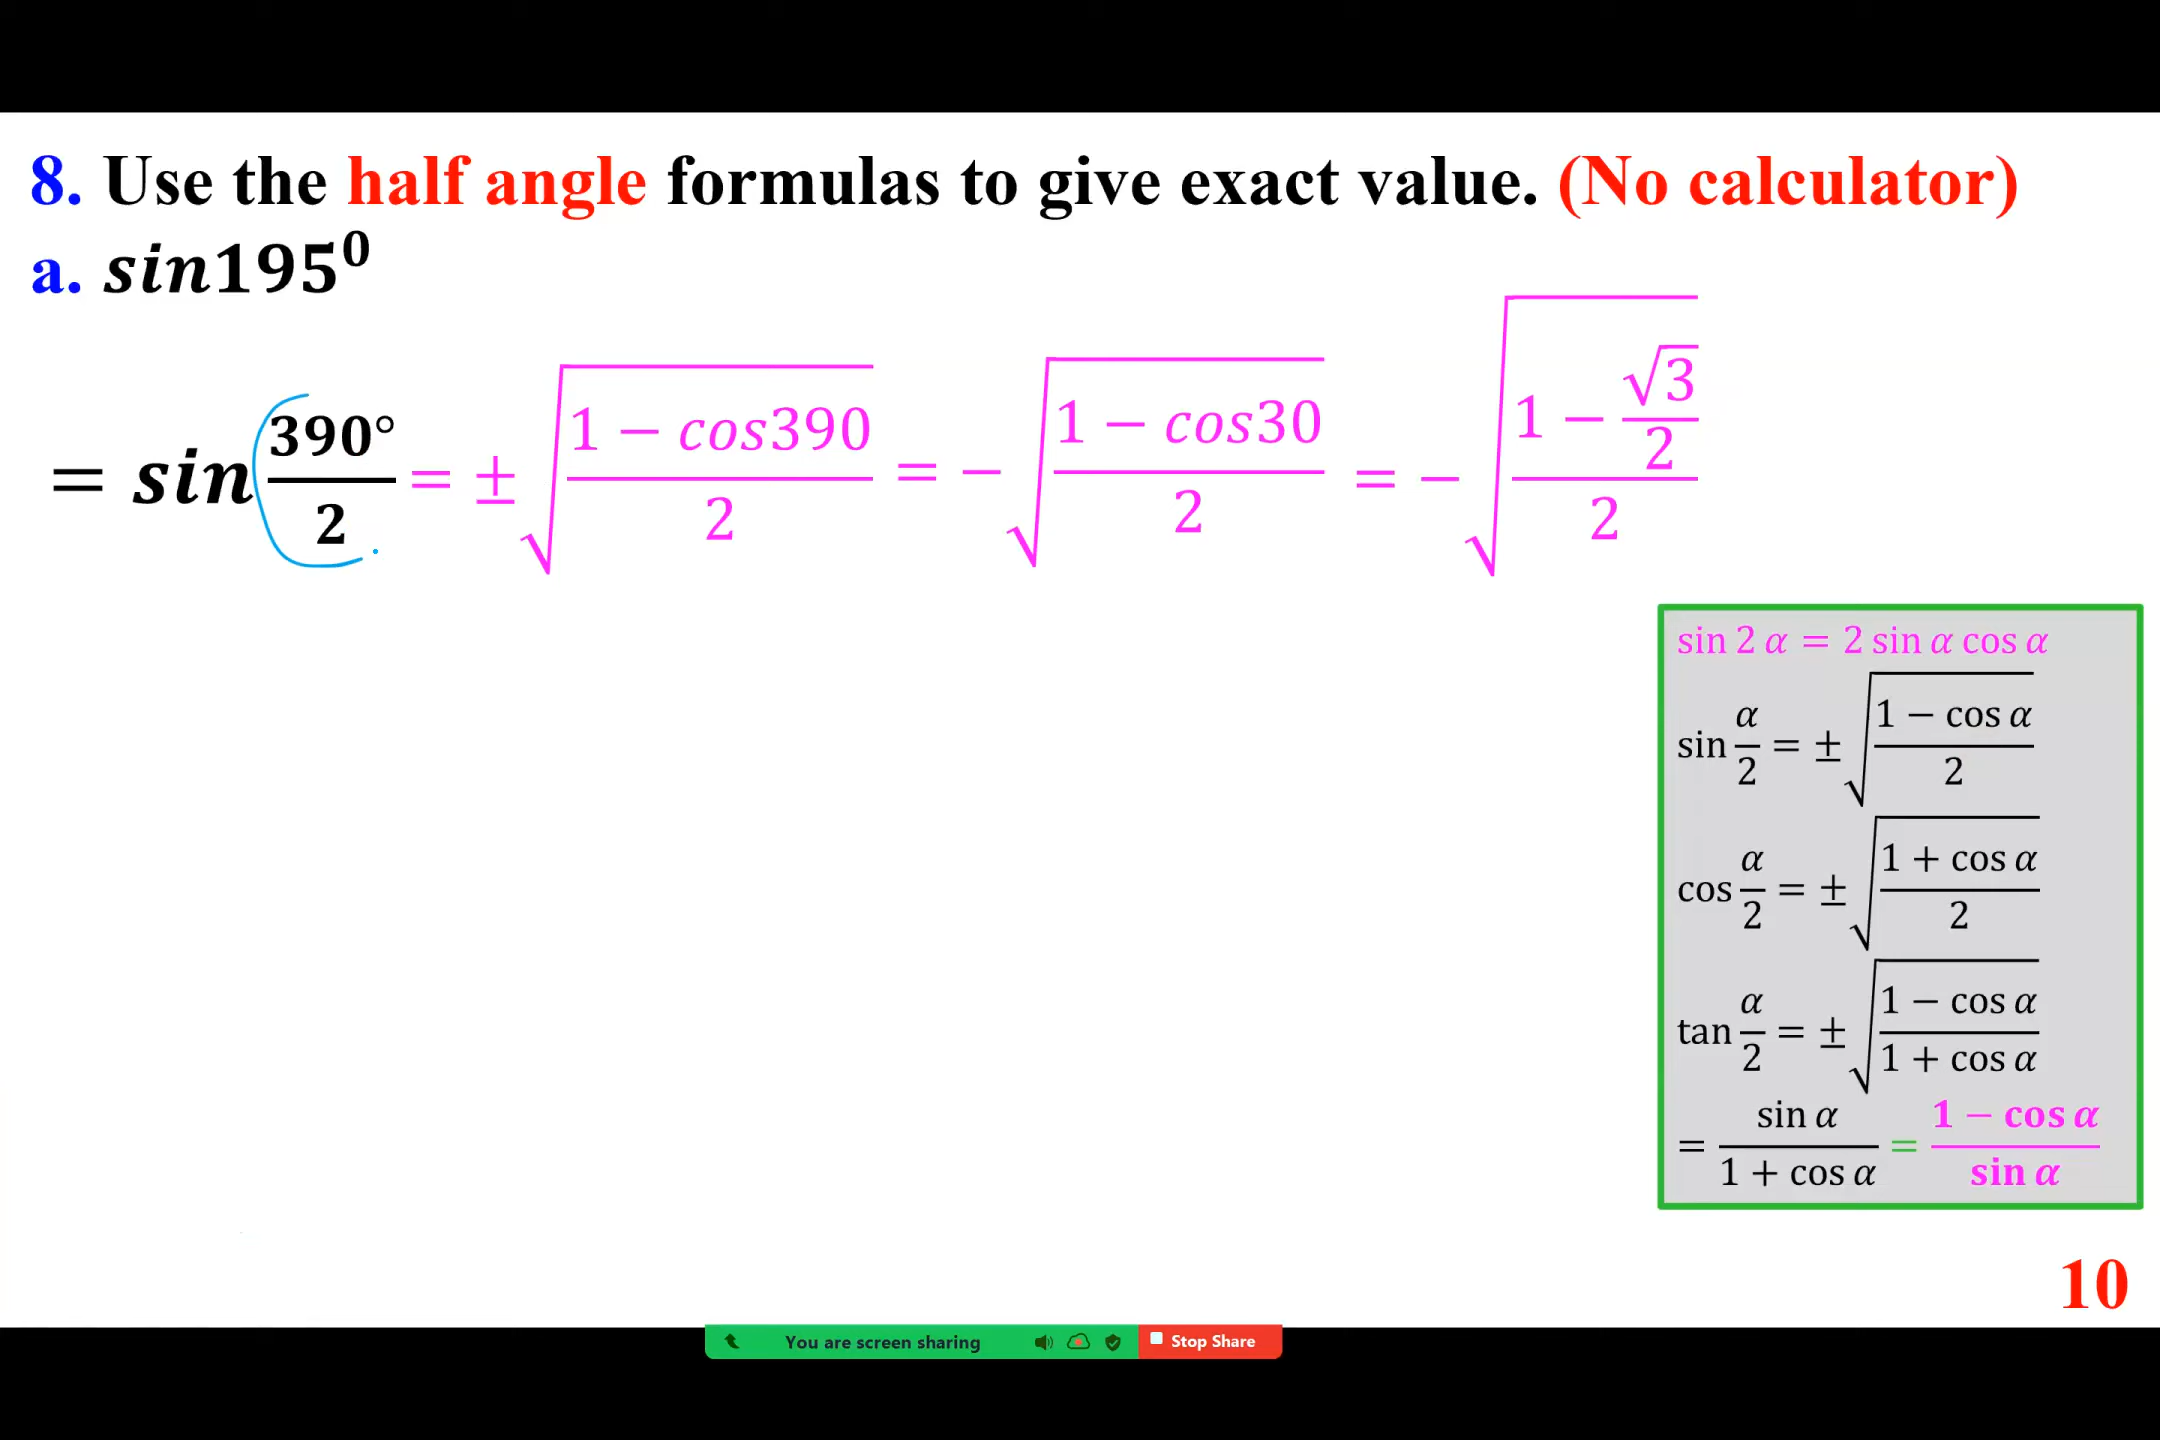 8. Use the half angle formulas to give exact value. (No calculator)
a. sin195⁰
= sin 390°/2 = ±√((1 − cos390)/2) = −√((1 − cos30)/2) = −√((1 − √3/2)/2)
sin 2 α = 2 sin α cos α
sin α/2 = ±√((1 − cos α)/2)
cos α/2 = ±√((1 + cos α)/2)
tan α/2 = ±√((1 − cos α)/(1 + cos α))
= sin α/(1 + cos α) = (1 − cos α)/sin α
10
You are screen sharing Stop Share